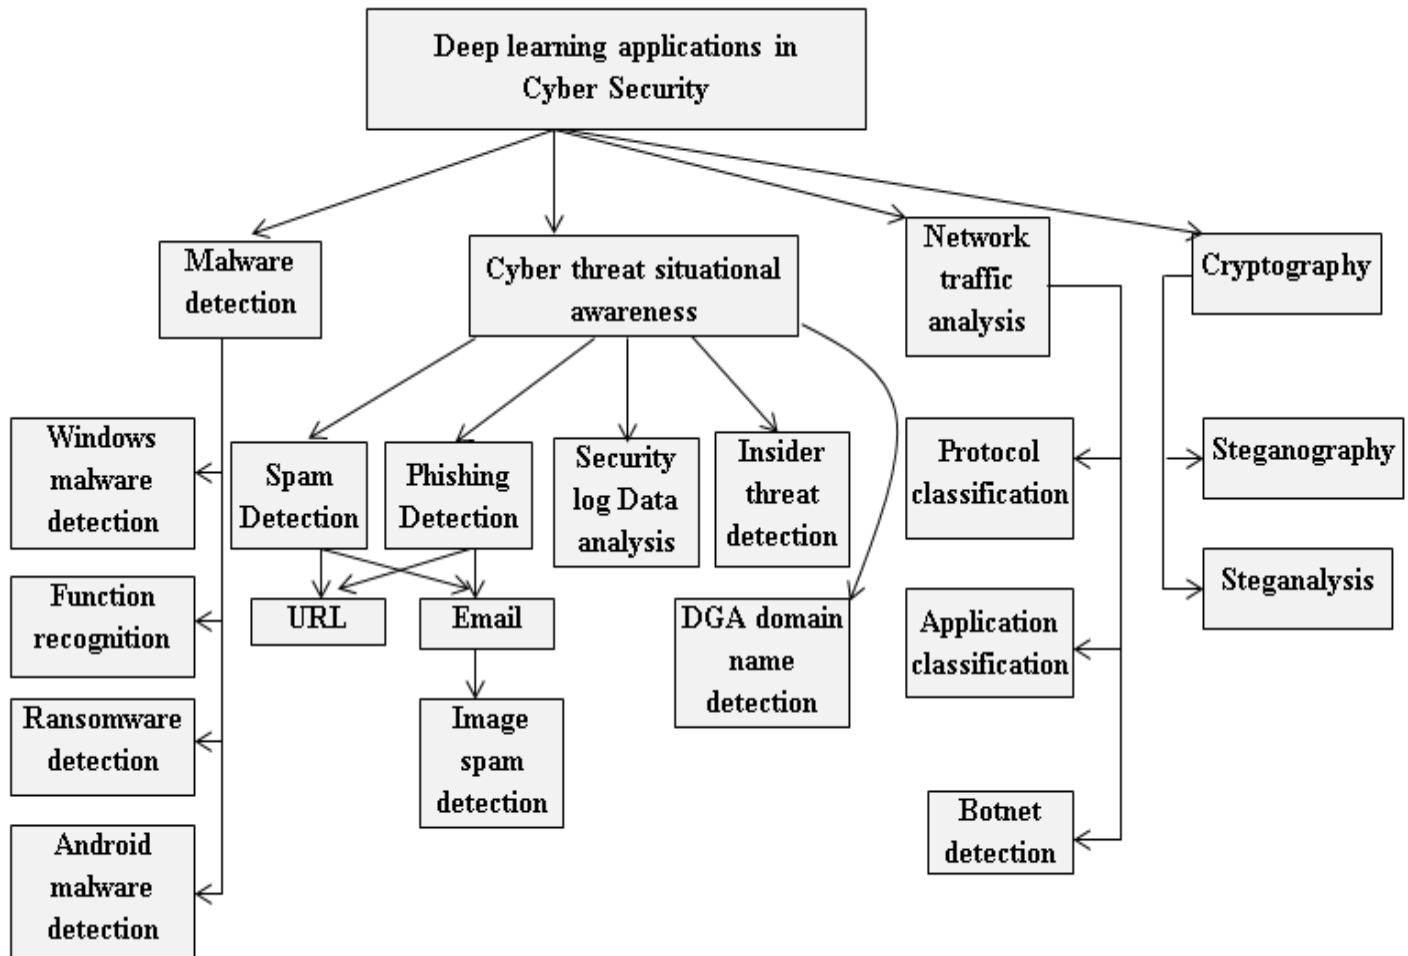 Deep learning applications in
Cyber Security
Malware
detection
Cyber threat situational
awareness
Network
traffic
analysis
Cryptography
Windows
malware
detection
Function
recognition
Ransomware
detection
Android
malware
detection
Spam
Detection
Phishing
Detection
Security
log Data
analysis
Insider
threat
detection
URL
Email
DGA domain
name
detection
Image
spam
detection
Protocol
classification
Application
classification
Botnet
detection
Steganography
Steganalysis